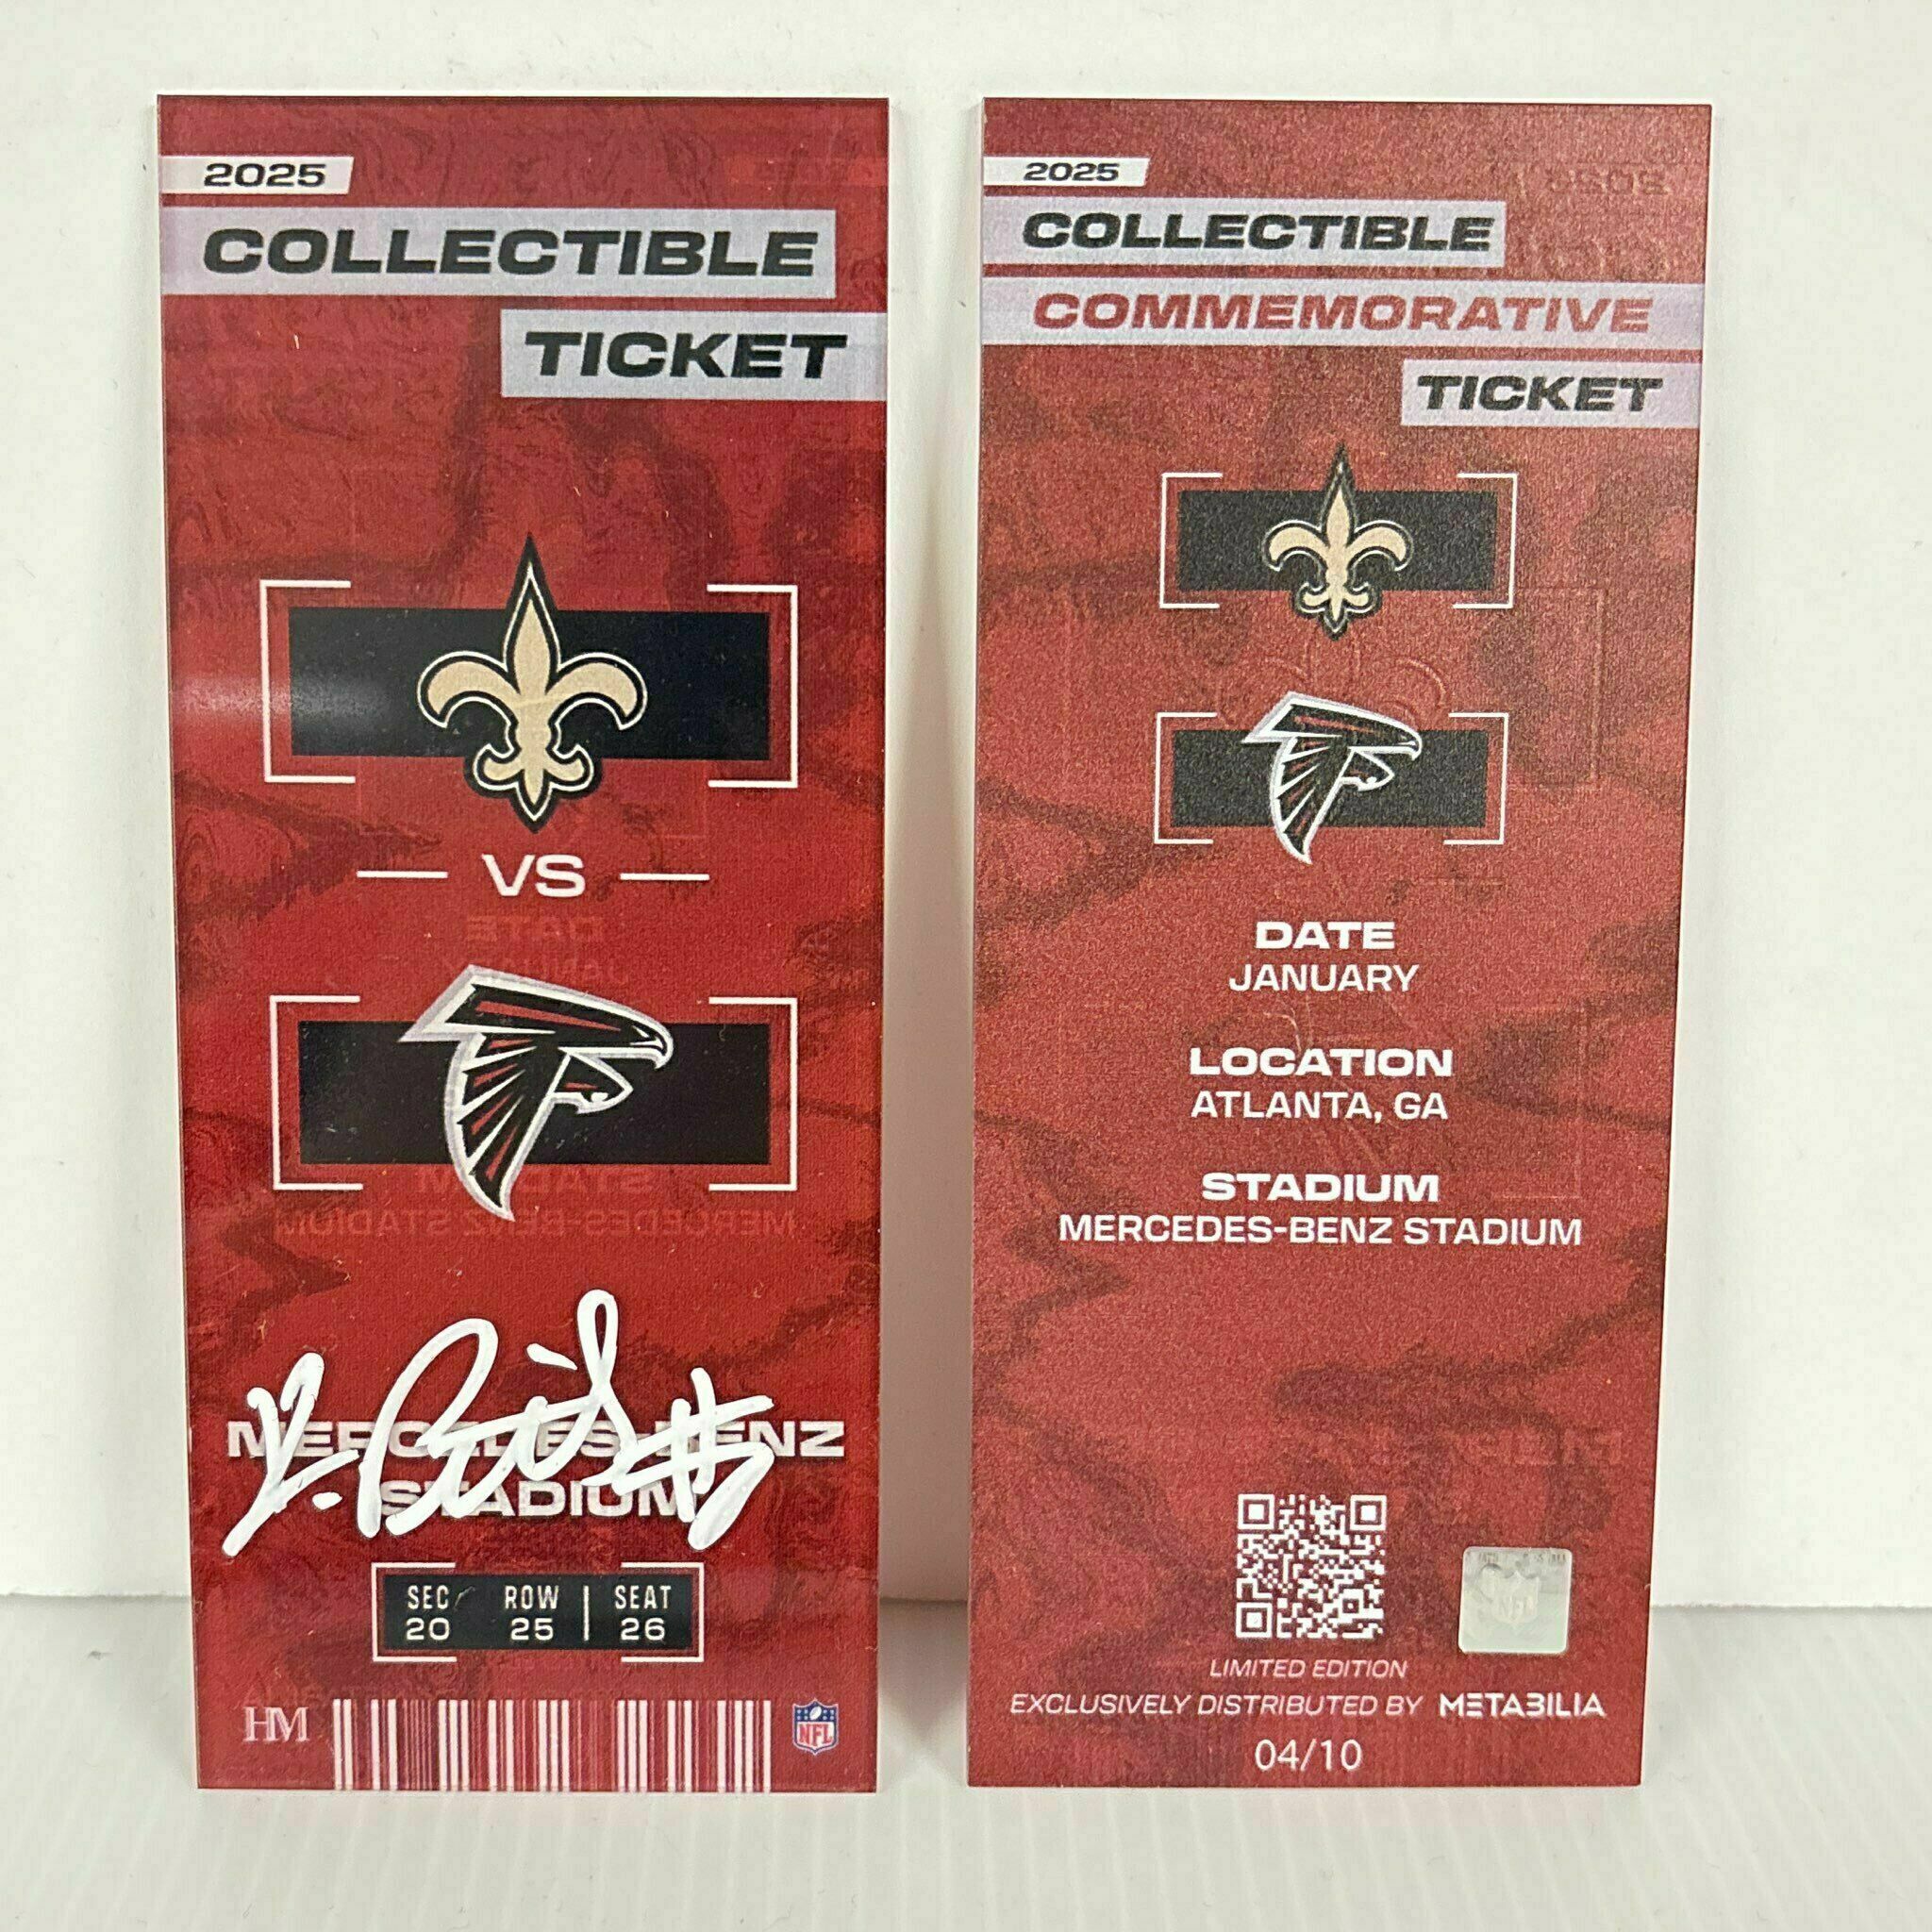 2025
COLLECTIBLE
TICKET
VS
MERCEDES-BENZ
STADIUM
SEC ROW SEAT
20 25 26
HM
NFL
2025
COLLECTIBLE
COMMEMORATIVE
TICKET
DATE
JANUARY
LOCATION
ATLANTA, GA
STADIUM
MERCEDES-BENZ STADIUM
NFL
LIMITED EDITION
EXCLUSIVELY DISTRIBUTED BY METABILIA
04/10